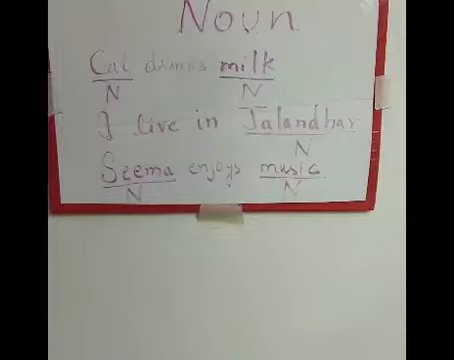 Noun
Cat drinks milk
N N
I live in Jalandhar
N
Seema enjoys music
N N